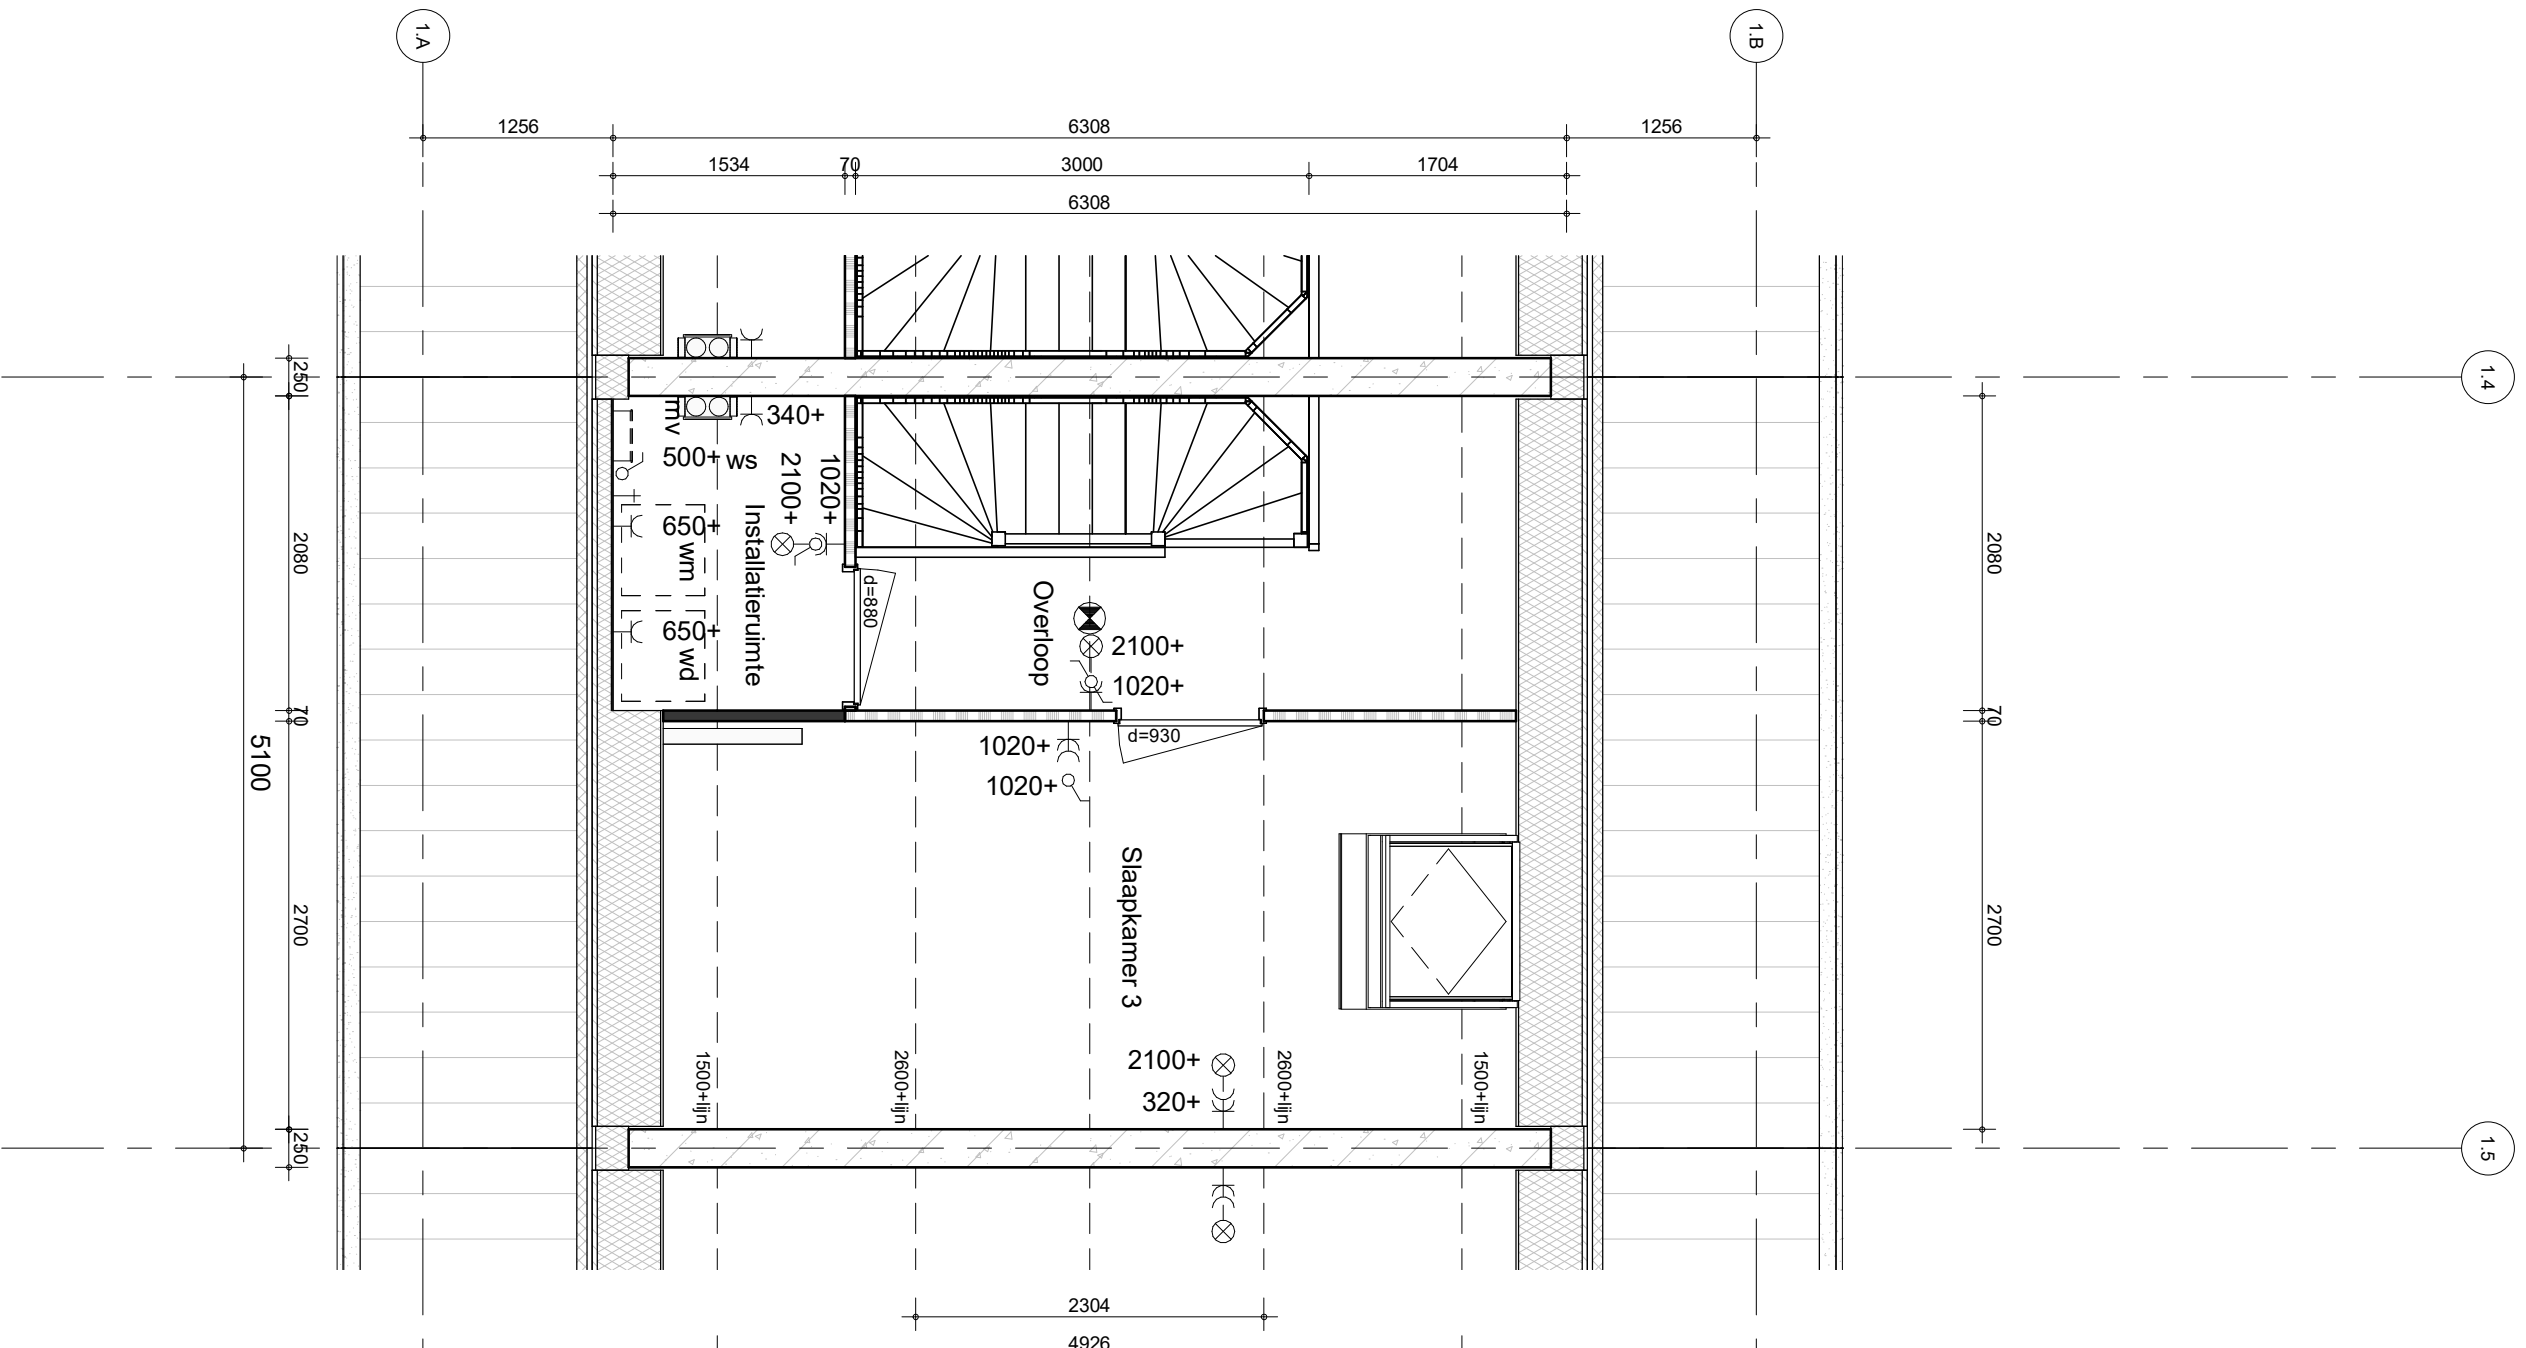 1.A
1.B
1256
6308
1256
1534
70
3000
1704
6308
1.4
250
340+
mv
500+
ws
2100+
1020+
650+
wm
Installatieruimte
2080
2080
d=880
Overloop
650+
wd
2100+
1020+
70
70
5100
1020+
d=930
1020+
Slaapkamer 3
2700
2700
1500+lijn
2600+lijn
2100+
320+
2600+lijn
1500+lijn
250
1.5
2304
4926